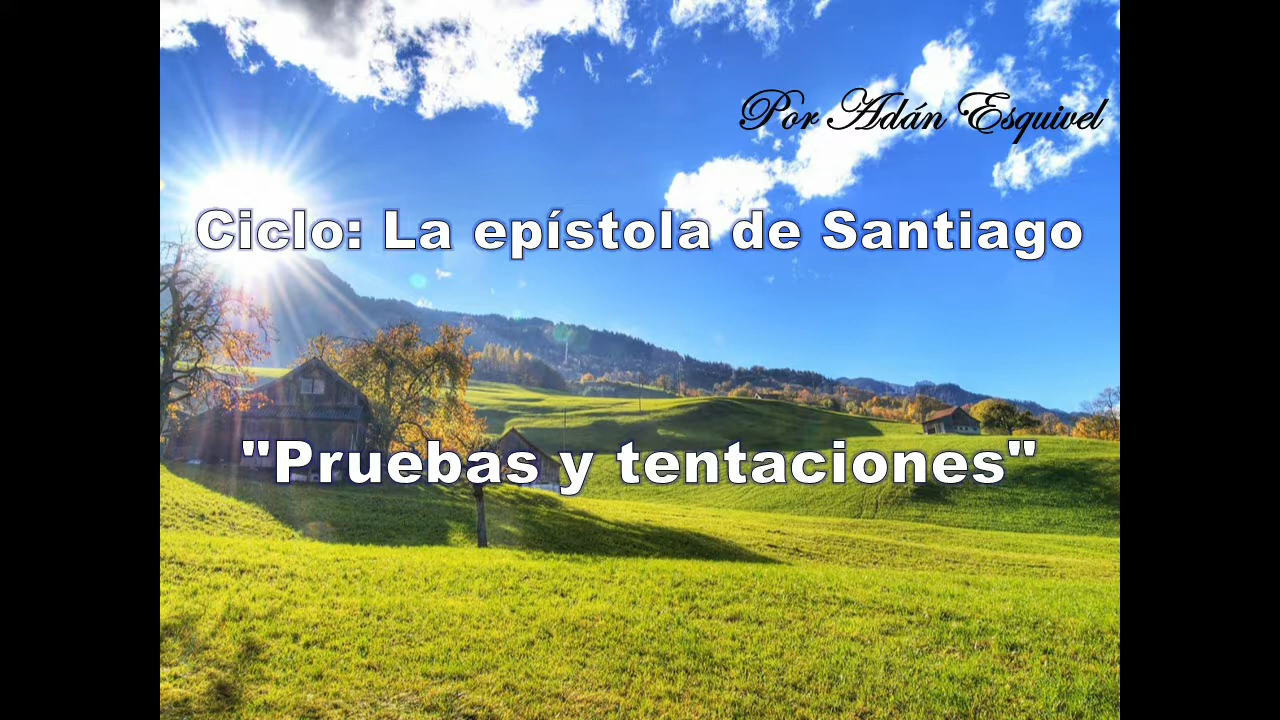 Por Adán Esquivel
Ciclo: La epístola de Santiago
"Pruebas y tentaciones"